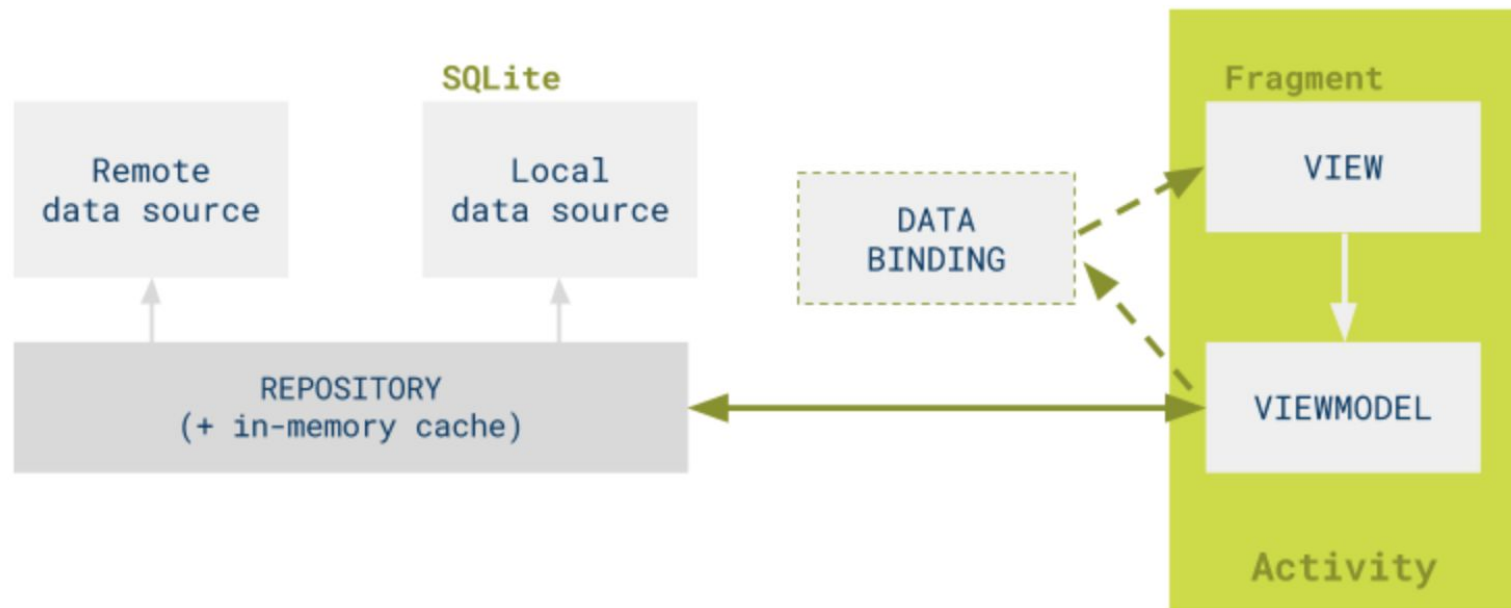 SQLite
Fragment
Remote
data source
Local
data source
DATA
BINDING
VIEW
REPOSITORY
(+ in-memory cache)
VIEWMODEL
Activity